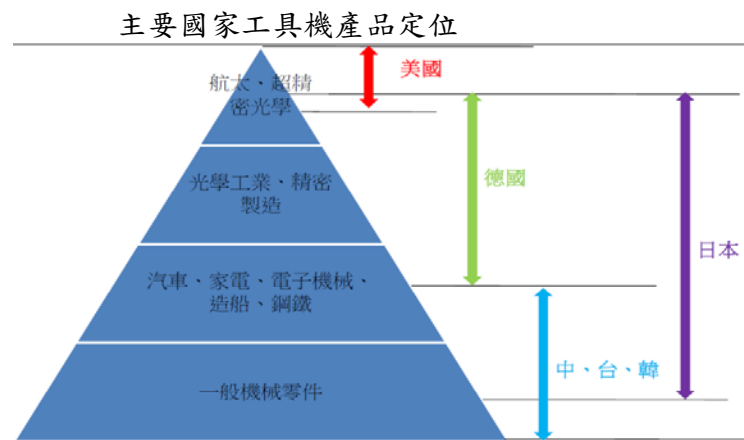 主要國家工具機產品定位
航太、超精
密光學
美國
光學工業、精密
製造
德國
日本
汽車、家電、電子機械、
造船、鋼鐵
中、台、韓
一般機械零件